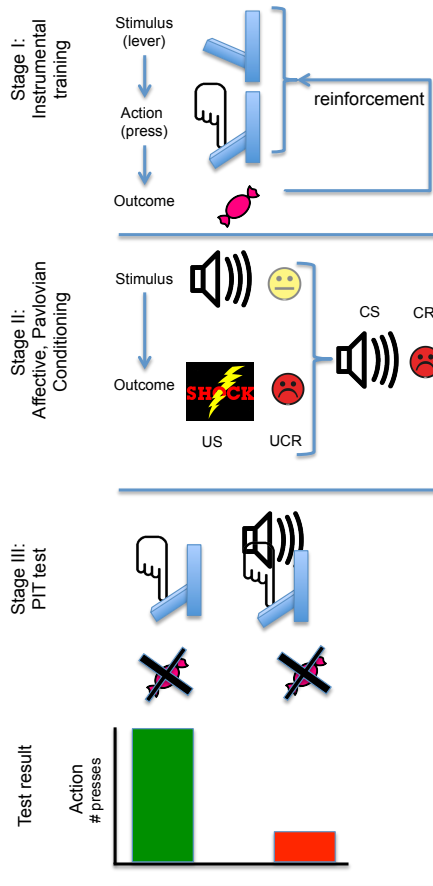 Stage I:
Instrumental
training
Stimulus
(lever)
Action
(press)
Outcome
reinforcement
Stage II:
Affective, Pavlovian
Conditioning
Stimulus
Outcome
SHOCK
US
UCR
CS
CR
Stage III:
PIT test
Test result
Action
# presses